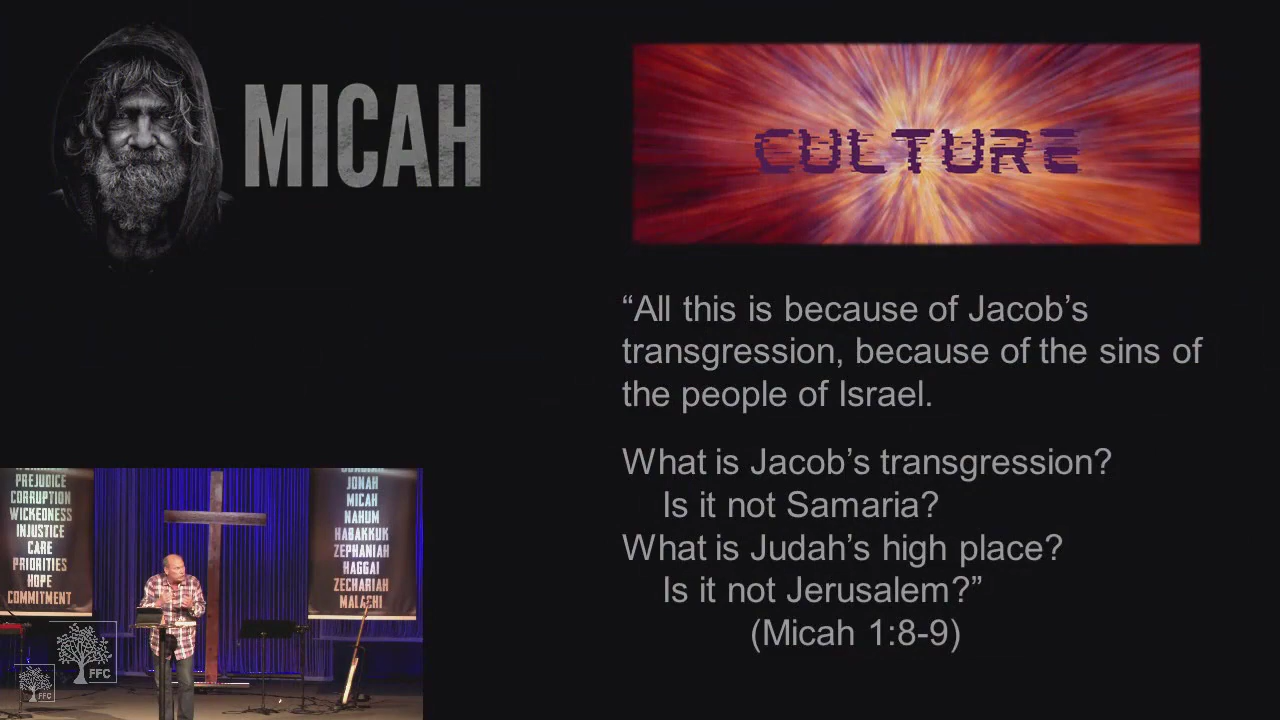 MICAH
CULTURE
“All this is because of Jacob’s
transgression, because of the sins of
the people of Israel.
What is Jacob’s transgression?
Is it not Samaria?
What is Judah’s high place?
Is it not Jerusalem?”
(Micah 1:8-9)
PREJUDICE
CORRUPTION
WICKEDNESS
INJUSTICE
CARE
PRIORITIES
HOPE
COMMITMENT
JONAH
MICAH
NAHUM
HABAKKUK
ZEPHANIAH
HAGGAI
ZECHARIAH
MALACHI
FFC
FFC